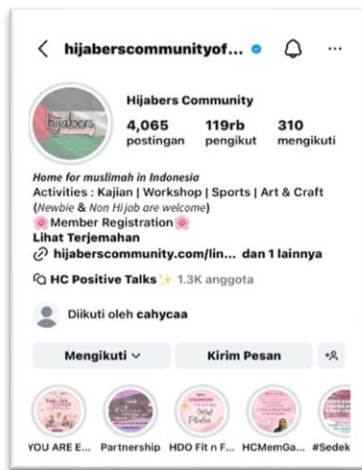 hijaberscommunityof...
hijabers
Hijabers Community
4,065 119rb 310
postingan pengikut mengikuti
Home for muslimah in Indonesia
Activities : Kajian | Workshop | Sports | Art & Craft
(Newbie & Non Hijab are welcome)
🌸Member Registration🌸
Lihat Terjemahan
hijaberscommunity.com/lin... dan 1 lainnya
HC Positive Talks✨ 1.3K anggota
Diikuti oleh cahycaa
Mengikuti Kirim Pesan
YOU ARE E... Partnership HDO Fit n F... HCMemGa... #Sedek